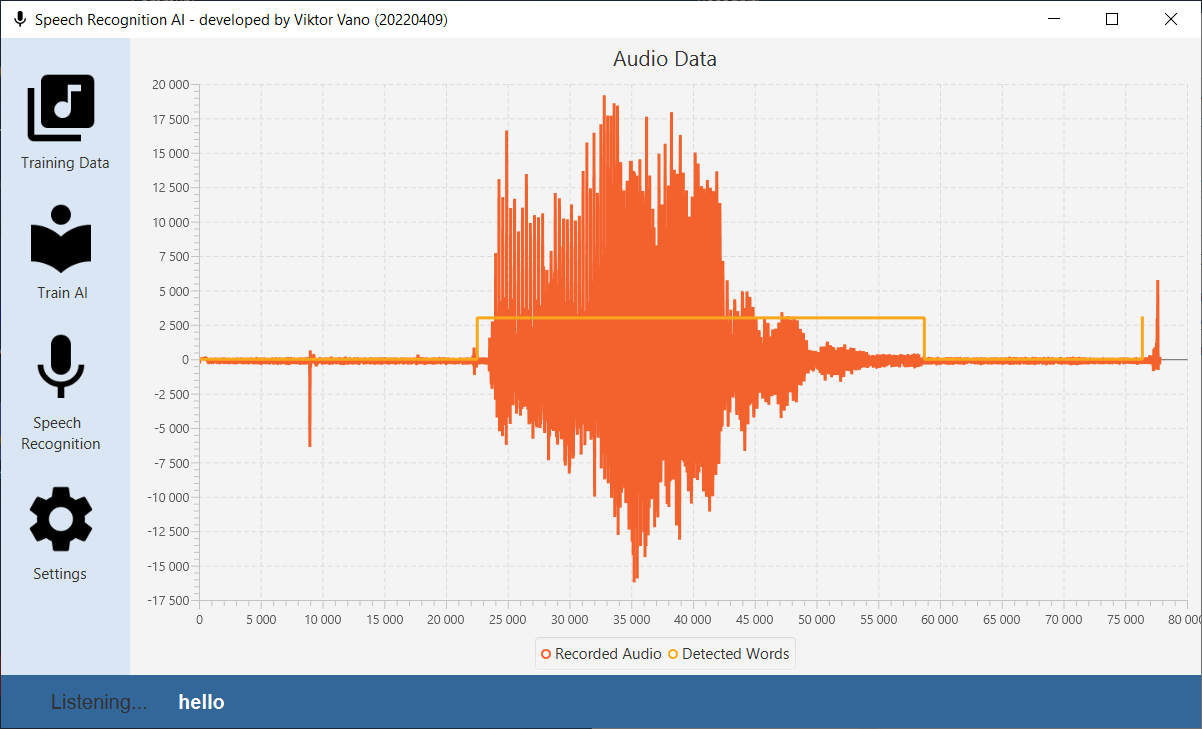 Speech Recognition AI - developed by Viktor Vano (20220409)
Training Data
Train AI
Speech
Recognition
Settings
Audio Data
20 000
17 500
15 000
12 500
10 000
7 500
5 000
2 500
0
-2 500
-5 000
-7 500
-10 000
-12 500
-15 000
-17 500
0 5 000 10 000 15 000 20 000 25 000 30 000 35 000 40 000 45 000 50 000 55 000 60 000 65 000 70 000 75 000 80 000
Recorded Audio Detected Words
Listening... hello